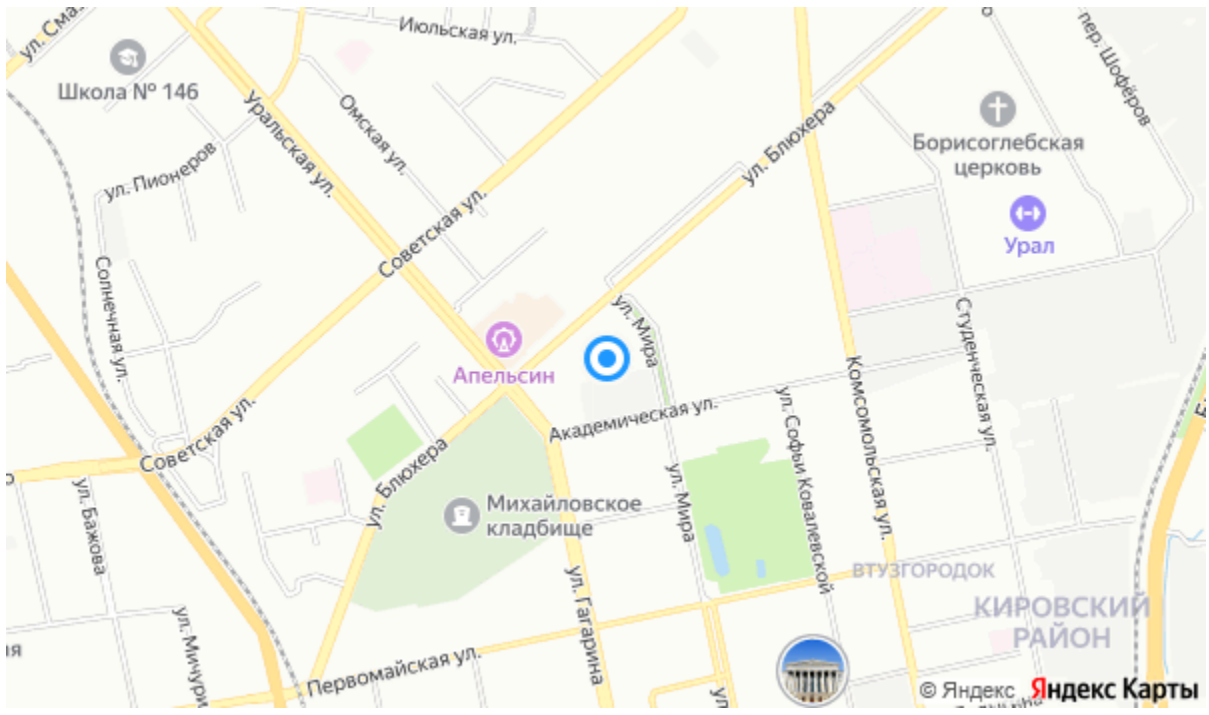 ул. Сма
Июльская ул.
пер. Шофёров
Школа № 146
Уральская ул.
Омская ул.
ул. Блюхера
Борисоглебская
церковь
ул. Пионеров
Советская ул.
Урал
Солнечная ул.
ул. Мира
Студенческая ул.
Апельсин
Комсомольская ул.
Академическая ул.
ул. Софьи Ковалевской
Советская ул.
ул. Блюхера
ул. Бажова
Михайловское
кладбище
ул. Мира
ВТУЗГОРОДОК
ул. Гагарина
КИРОВСКИЙ
РАЙОН
ул. Мичури
ая
Первомайская ул.
ул
© Яндекс
Яндекс Карты